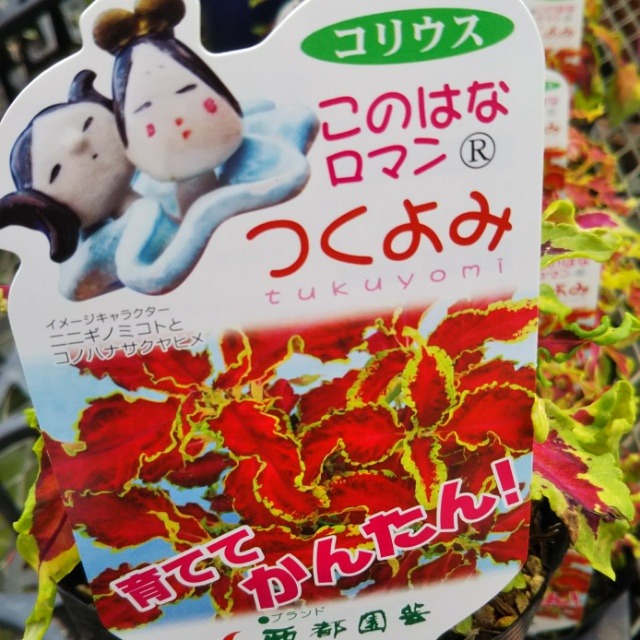 コリウス
このはな
ロマン®
つくよみ
tukuyomi
イメージキャラクター
ニニギノミコトと
コノハナサクヤヒメ
育てて
かんたん!
ブランド
西都園芸